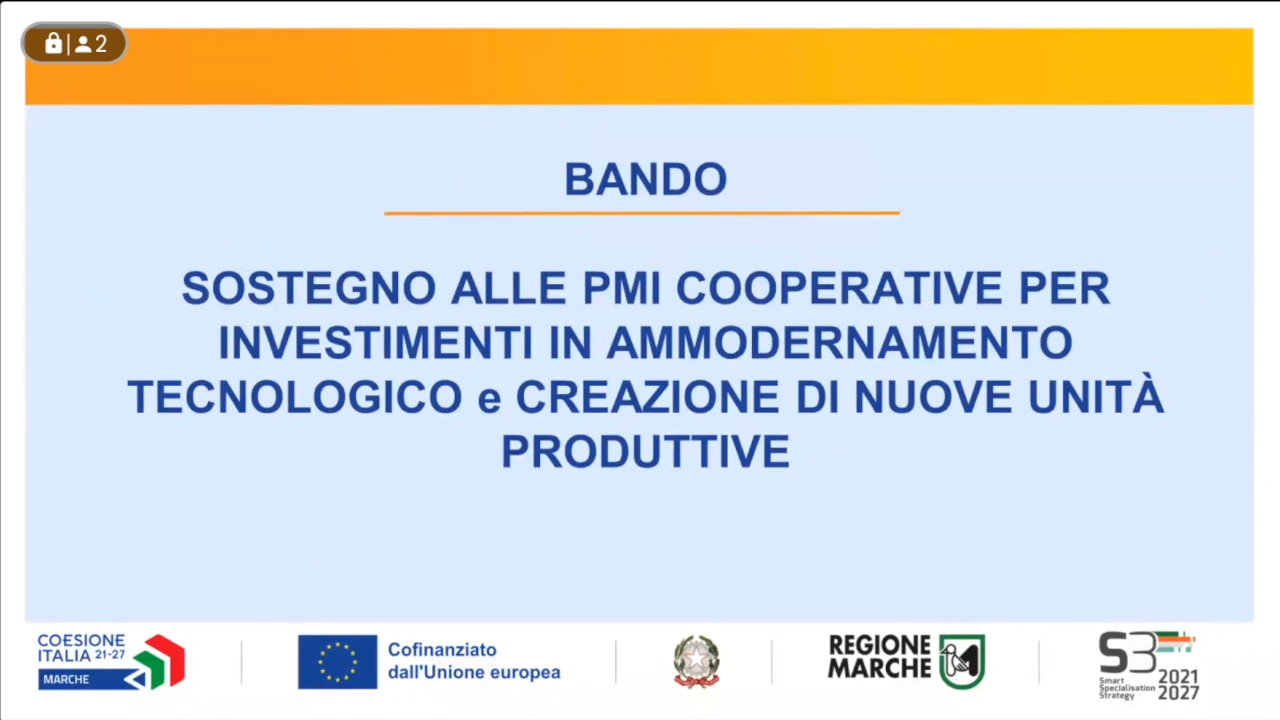 2
BANDO
SOSTEGNO ALLE PMI COOPERATIVE PER
INVESTIMENTI IN AMMODERNAMENTO
TECNOLOGICO e CREAZIONE DI NUOVE UNITÀ
PRODUTTIVE
COESIONE
ITALIA 21-27
MARCHE
Cofinanziato
dall'Unione europea
REGIONE
MARCHE
S3
Smart
Specialisation
Strategy
2021
2027